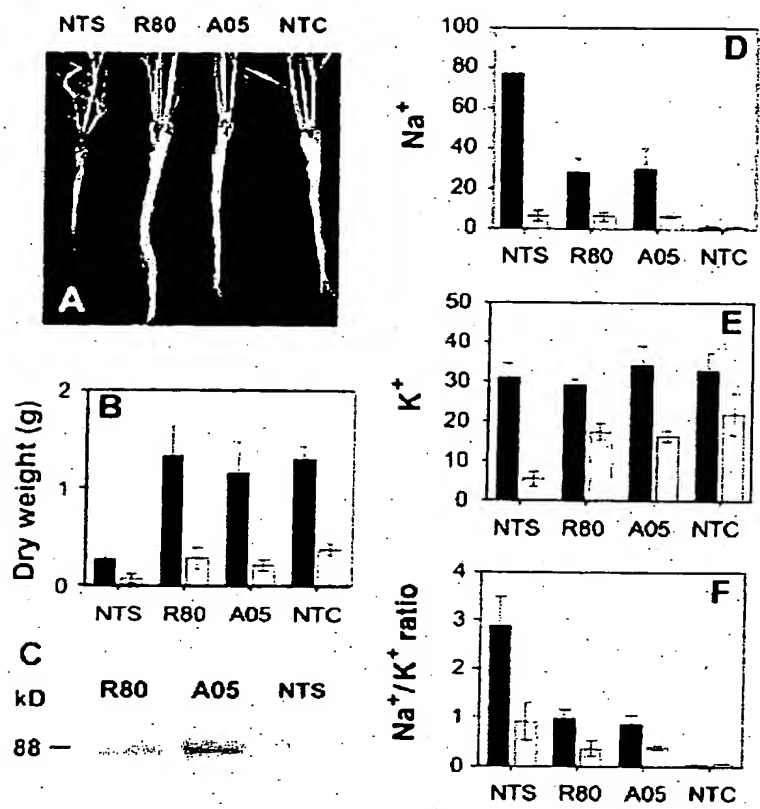 NTS R80 A05 NTC
A
B
Dry weight (g)
2
1
0
NTS R80 A05 NTC
C
kD R80 A05 NTS
88
D
Na+
100
80
60
40
20
0
NTS R80 A05 NTC
E
K+
50
40
30
20
10
0
NTS R80 A05 NTC
F
Na+/K+ ratio
4
3
2
1
0
NTS R80 A05 NTC